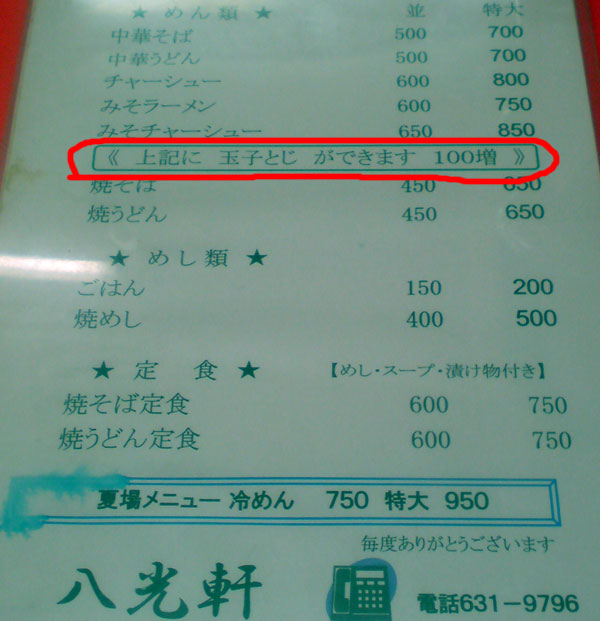 ★ めん類 ★ 並 特大
中華そば 500 700
中華うどん 500 700
チャーシュー 600 800
みそラーメン 600 750
みそチャーシュー 650 850
《 上記に 玉子とじ ができます 100増 》
焼そば 450 650
焼うどん 450 650
★ めし類 ★
ごはん 150 200
焼めし 400 500
★ 定 食 ★ 【めし・スープ・漬け物付き】
焼そば定食 600 750
焼うどん定食 600 750
夏場メニュー 冷めん 750 特大 950
毎度ありがとうございます
八光軒 電話631-9796